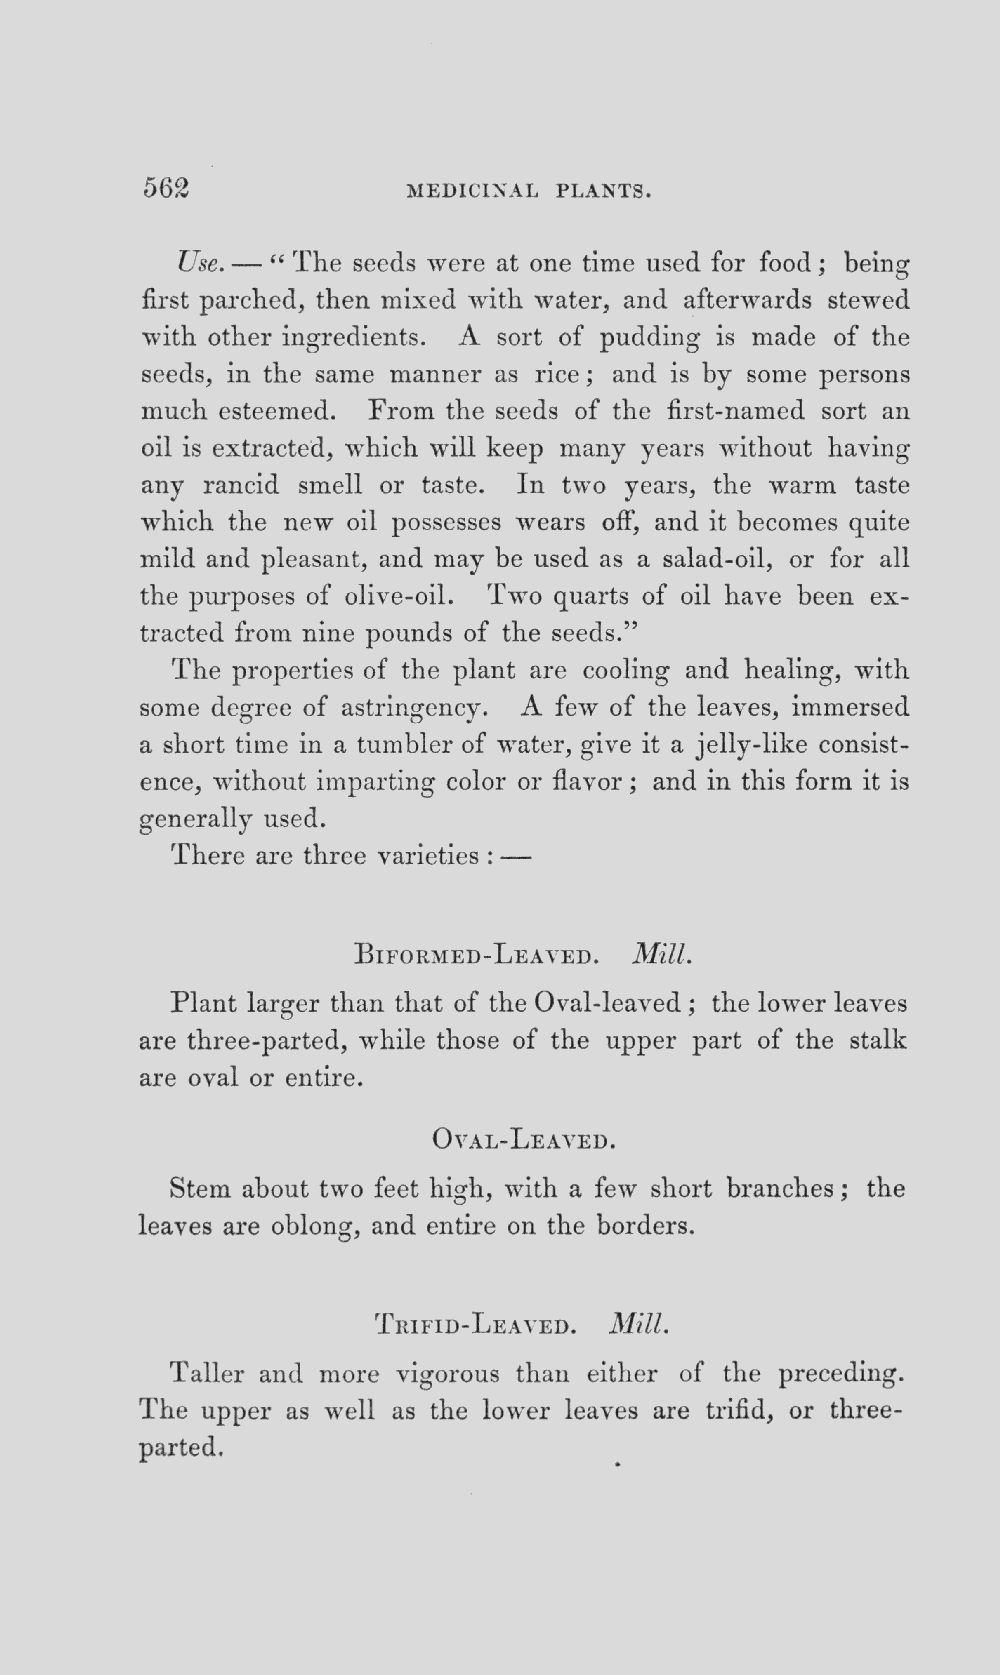 562 MEDICINAL PLANTS.
Use. — “ The seeds were at one time used for food ; being
first parched, then mixed with water, and afterwards stewed
with other ingredients. A sort of pudding is made of the
seeds, in the same manner as rice ; and is by some persons
much esteemed. From the seeds of the first-named sort an
oil is extracted, which will keep many years without having
any rancid smell or taste. In two years, the warm taste
which the new oil possesses wears off, and it becomes quite
mild and pleasant, and may be used as a salad-oil, or for all
the purposes of olive-oil. Two quarts of oil have been ex-
tracted from nine pounds of the seeds.”
The properties of the plant are cooling and healing, with
some degree of astringency. A few of the leaves, immersed
a short time in a tumbler of water, give it a jelly-like consist-
ence, without imparting color or flavor ; and in this form it is
generally used.
There are three varieties : —
BIFORMED-LEAVED. Mill.
Plant larger than that of the Oval-leaved ; the lower leaves
are three-parted, while those of the upper part of the stalk
are oval or entire.
OVAL-LEAVED.
Stem about two feet high, with a few short branches ; the
leaves are oblong, and entire on the borders.
TRIFID-LEAVED. Mill.
Taller and more vigorous than either of the preceding.
The upper as well as the lower leaves are trifid, or three-
parted.